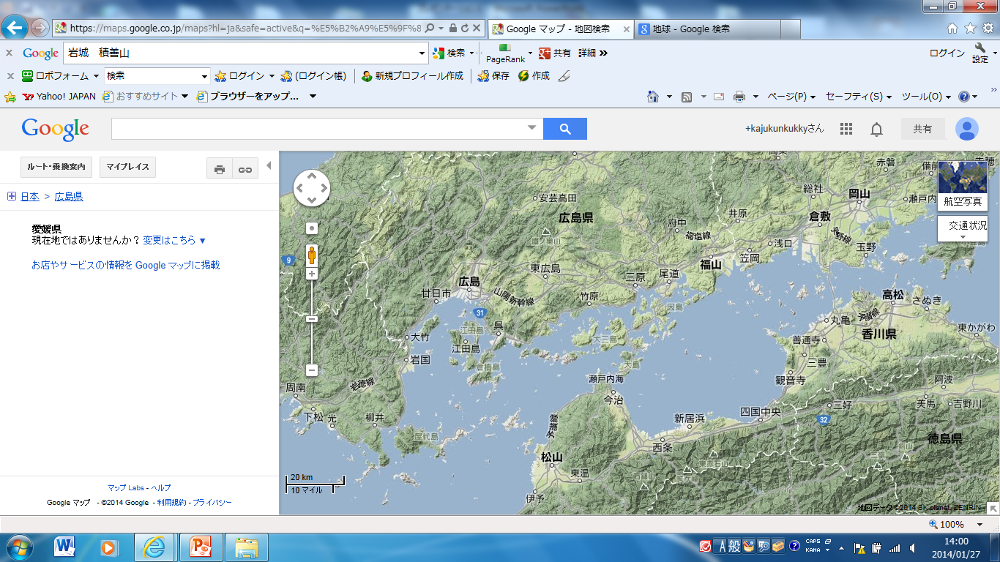 https://maps.google.co.jp/maps?hl=ja&safe=active&q=%E5%B2%A9%E5%9F%8
Google マップ - 地図検索
地球 - Google 検索
Google
岩城 積善山
検索
PageRank
共有
詳細
ログイン
設定
ロボフォーム
検索
ログイン
(ログイン帳)
新規プロフィール作成
保存
作成
Yahoo! JAPAN
おすすめサイト
ブラウザーをアップ...
ページ(P)
セーフティ(S)
ツール(O)
Google
+kajukunkukkyさん
共有
ルート・乗換案内
マイプレイス
日本 > 広島県
愛媛県
現在地ではありませんか? 変更はこちら ▼
お店やサービスの情報を Google マップに掲載
マップ Labs - ヘルプ
Google マップ - ©2014 Google - 利用規約 - プライバシー
赤磐
備前
総社
岡山
瀬戸内
航空写真
安芸高田
広島県
府中
井原
倉敷
交通状況
福塩線
浅口
玉野
9
笠岡
福山
東広島
広島
三原
尾道
廿日市
山陽新幹線
竹原
高松
さぬき
31
因島
丸亀
東かがわ
江田島
呉
大三島
善通寺
香川県
大竹
江田島
岩国
倉橋島
大島
三豊
周南
岩徳線
瀬戸内海
観音寺
阿波
今治
三好
美馬
吉野川
下松
光
柳井
新居浜
四国中央
32
屋代島
西条
徳島県
松山
東温
伊予
20 km
10 マイル
地図データ ©2014 SK planet, ZENRIN
100%
A 般
CAPS
KANA
14:00
2014/01/27